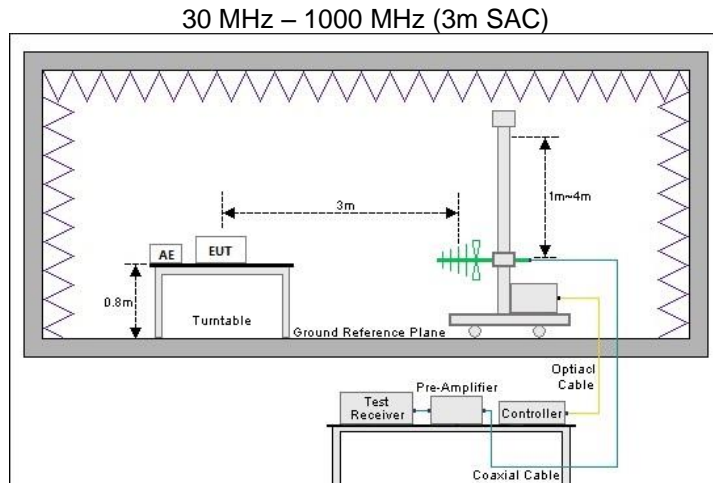 30 MHz – 1000 MHz (3m SAC)
1m~4m
3m
AE
EUT
0.8m
Turntable
Ground Reference Plane
Optiacl
Cable
Pre-Amplifier
Test
Receiver
Controller
Coaxial Cable